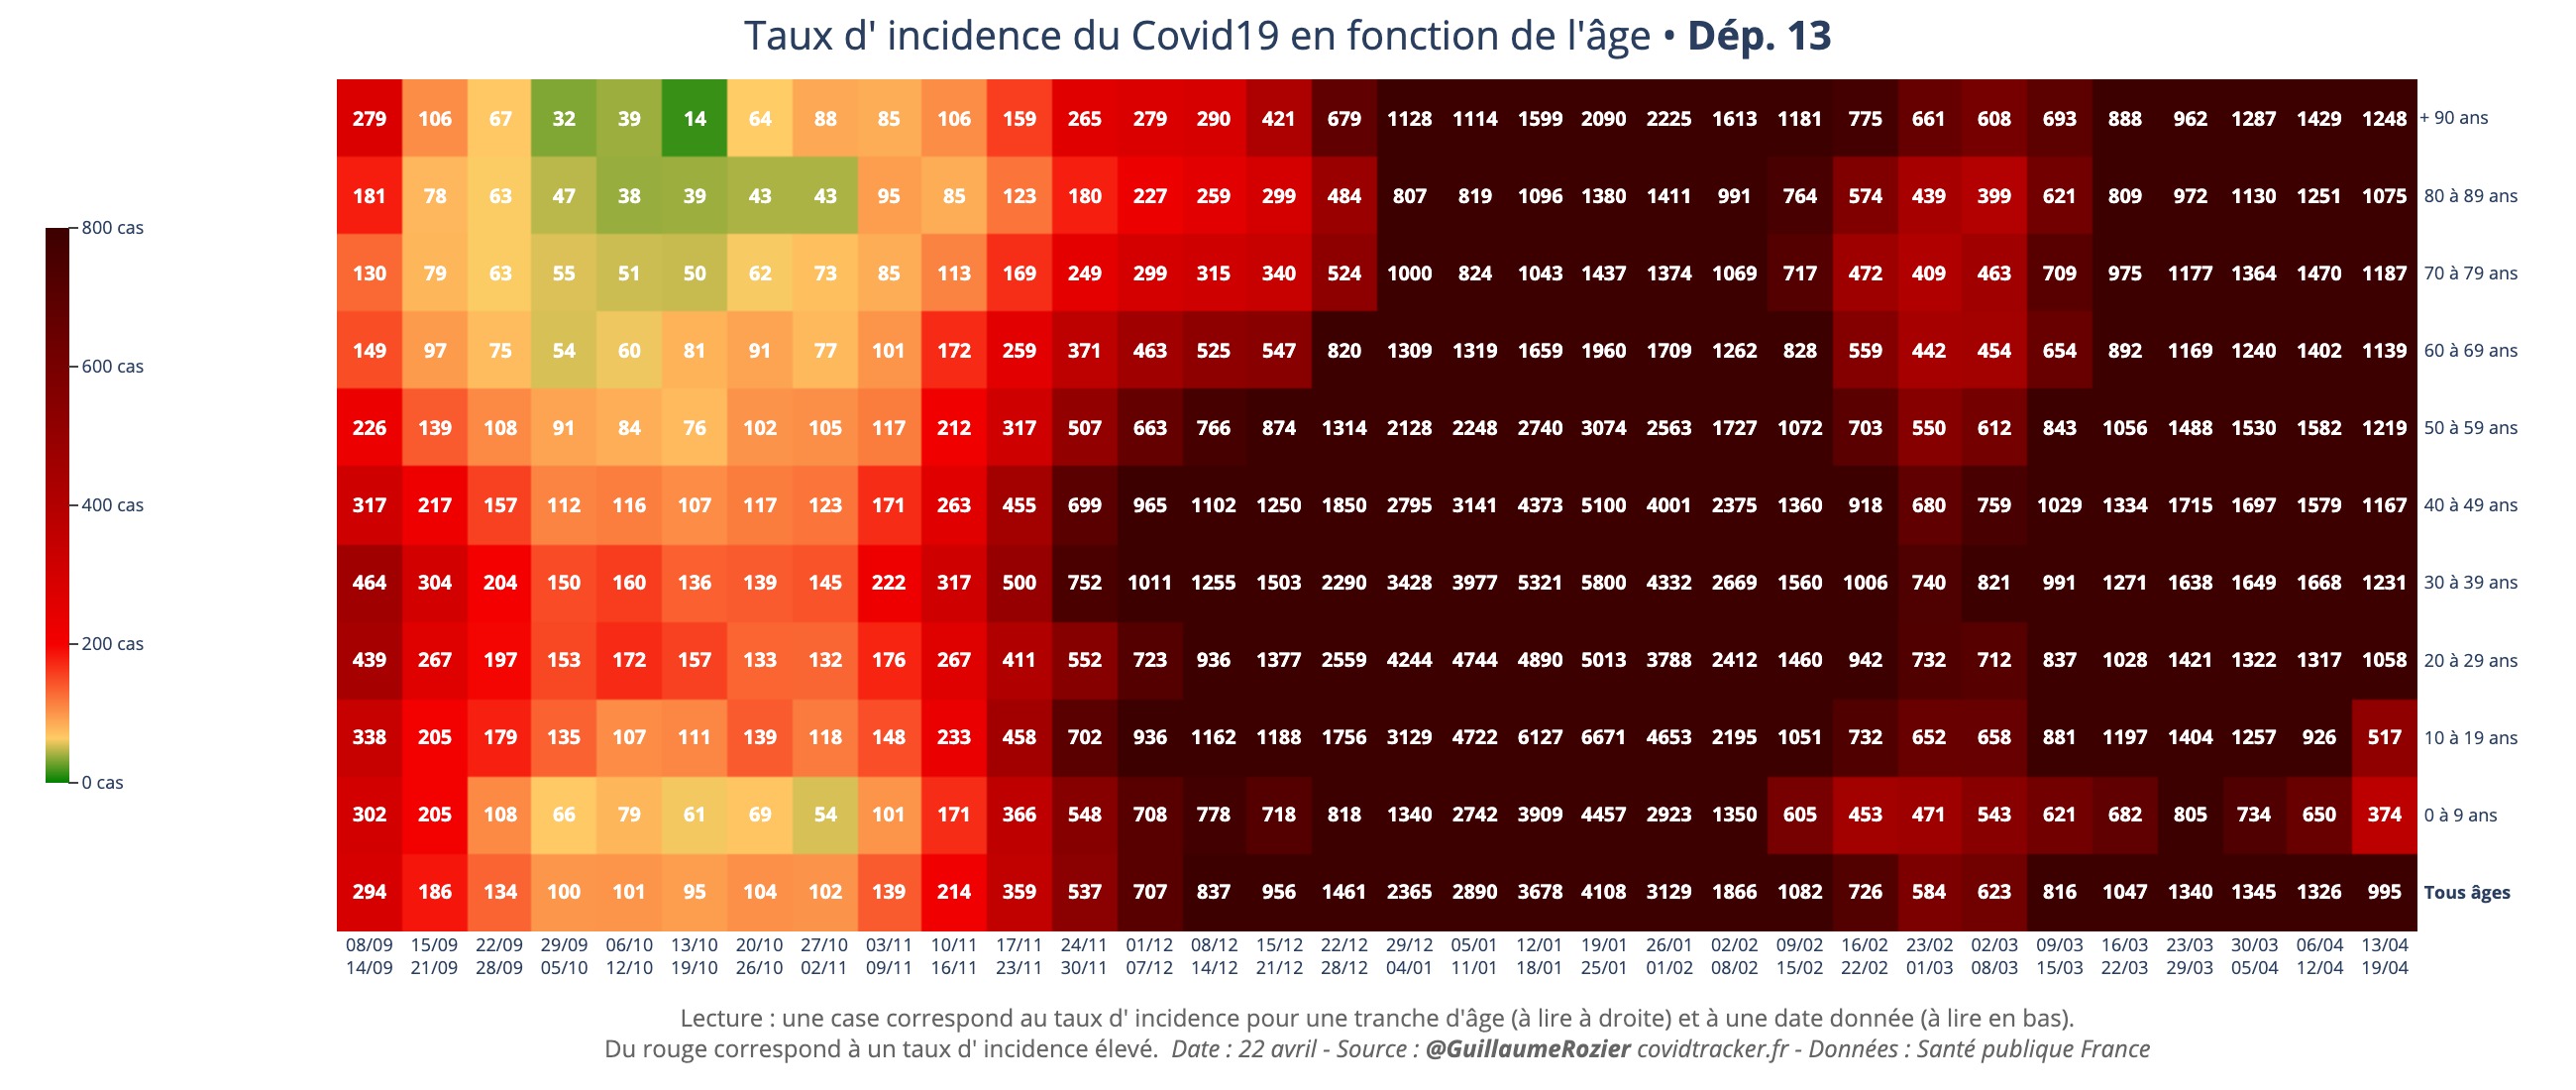 Taux d' incidence du Covid19 en fonction de l'âge • Dép. 13
800 cas
600 cas
400 cas
200 cas
0 cas
279 106 67 32 39 14 64 88 85 106 159 265 279 290 421 679 1128 1114 1599 2090 2225 1613 1181 775 661 608 693 888 962 1287 1429 1248 + 90 ans
181 78 63 47 38 39 43 43 95 85 123 180 227 259 299 484 807 819 1096 1380 1411 991 764 574 439 399 621 809 972 1130 1251 1075 80 à 89 ans
130 79 63 55 51 50 62 73 85 113 169 249 299 315 340 524 1000 824 1043 1437 1374 1069 717 472 409 463 709 975 1177 1364 1470 1187 70 à 79 ans
149 97 75 54 60 81 91 77 101 172 259 371 463 525 547 820 1309 1319 1659 1960 1709 1262 828 559 442 454 654 892 1169 1240 1402 1139 60 à 69 ans
226 139 108 91 84 76 102 105 117 212 317 507 663 766 874 1314 2128 2248 2740 3074 2563 1727 1072 703 550 612 843 1056 1488 1530 1582 1219 50 à 59 ans
317 217 157 112 116 107 117 123 171 263 455 699 965 1102 1250 1850 2795 3141 4373 5100 4001 2375 1360 918 680 759 1029 1334 1715 1697 1579 1167 40 à 49 ans
464 304 204 150 160 136 139 145 222 317 500 752 1011 1255 1503 2290 3428 3977 5321 5800 4332 2669 1560 1006 740 821 991 1271 1638 1649 1668 1231 30 à 39 ans
439 267 197 153 172 157 133 132 176 267 411 552 723 936 1377 2559 4244 4744 4890 5013 3788 2412 1460 942 732 712 837 1028 1421 1322 1317 1058 20 à 29 ans
338 205 179 135 107 111 139 118 148 233 458 702 936 1162 1188 1756 3129 4722 6127 6671 4653 2195 1051 732 652 658 881 1197 1404 1257 926 517 10 à 19 ans
302 205 108 66 79 61 69 54 101 171 366 548 708 778 718 818 1340 2742 3909 4457 2923 1350 605 453 471 543 621 682 805 734 650 374 0 à 9 ans
294 186 134 100 101 95 104 102 139 214 359 537 707 837 956 1461 2365 2890 3678 4108 3129 1866 1082 726 584 623 816 1047 1340 1345 1326 995 Tous âges
08/09 15/09 22/09 29/09 06/10 13/10 20/10 27/10 03/11 10/11 17/11 24/11 01/12 08/12 15/12 22/12 29/12 05/01 12/01 19/01 26/01 02/02 09/02 16/02 23/02 02/03 09/03 16/03 23/03 30/03 06/04 13/04
14/09 21/09 28/09 05/10 12/10 19/10 26/10 02/11 09/11 16/11 23/11 30/11 07/12 14/12 21/12 28/12 04/01 11/01 18/01 25/01 01/02 08/02 15/02 22/02 01/03 08/03 15/03 22/03 29/03 05/04 12/04 19/04
Lecture : une case correspond au taux d' incidence pour une tranche d'âge (à lire à droite) et à une date donnée (à lire en bas).
Du rouge correspond à un taux d' incidence élevé. Date : 22 avril - Source : @GuillaumeRozier covidtracker.fr - Données : Santé publique France